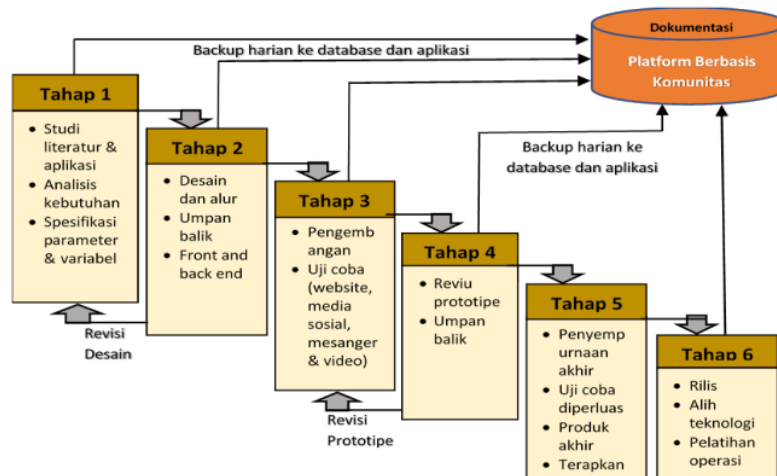 Dokumentasi
Platform Berbasis
Komunitas
Backup harian ke database dan aplikasi
Tahap 1
• Studi
literatur &
aplikasi
• Analisis
kebutuhan
• Spesifikasi
parameter
& variabel
Tahap 2
• Desain
dan alur
• Umpan
balik
• Front and
back end
Revisi
Desain
Tahap 3
• Pengemb
angan
• Uji coba
(website,
media
sosial,
mesanger
& video)
Backup harian ke
database dan aplikasi
Tahap 4
• Reviu
prototipe
• Umpan
balik
Revisi
Prototipe
Tahap 5
• Penyemp
urnaan
akhir
• Uji coba
diperluas
• Produk
akhir
• Terapkan
Tahap 6
• Rilis
• Alih
teknologi
• Pelatihan
operasi